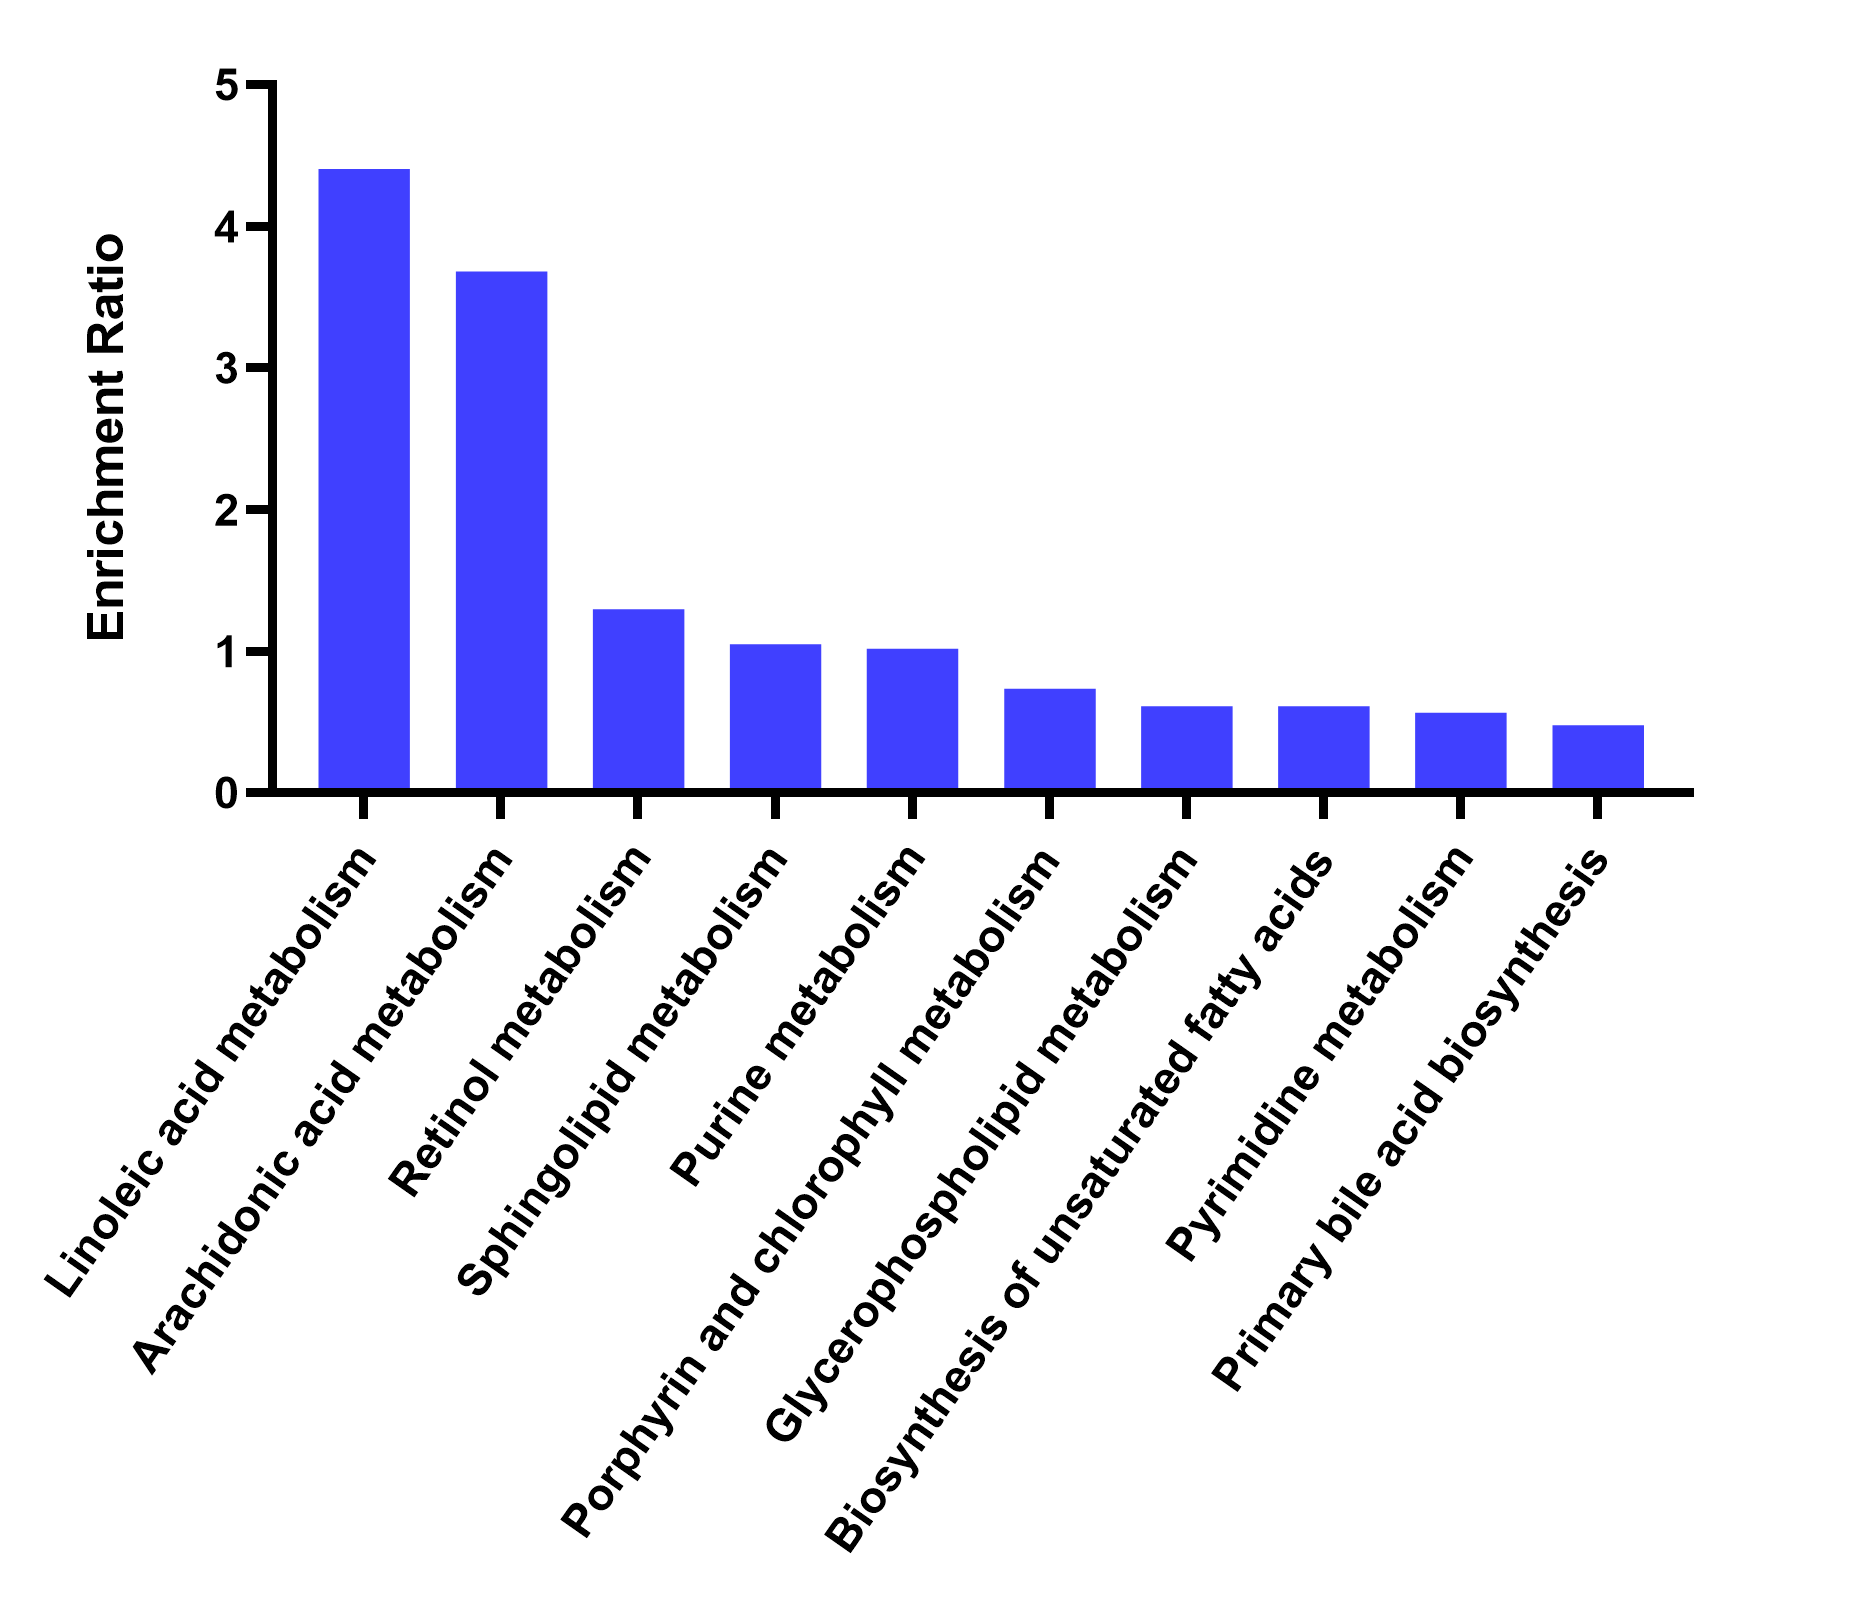 Enrichment Ratio
5
4
3
2
1
0
Linoleic acid metabolism
Arachidonic acid metabolism
Retinol metabolism
Sphingolipid metabolism
Purine metabolism
Porphyrin and chlorophyll metabolism
Glycerophospholipid metabolism
Biosynthesis of unsaturated fatty acids
Pyrimidine metabolism
Primary bile acid biosynthesis